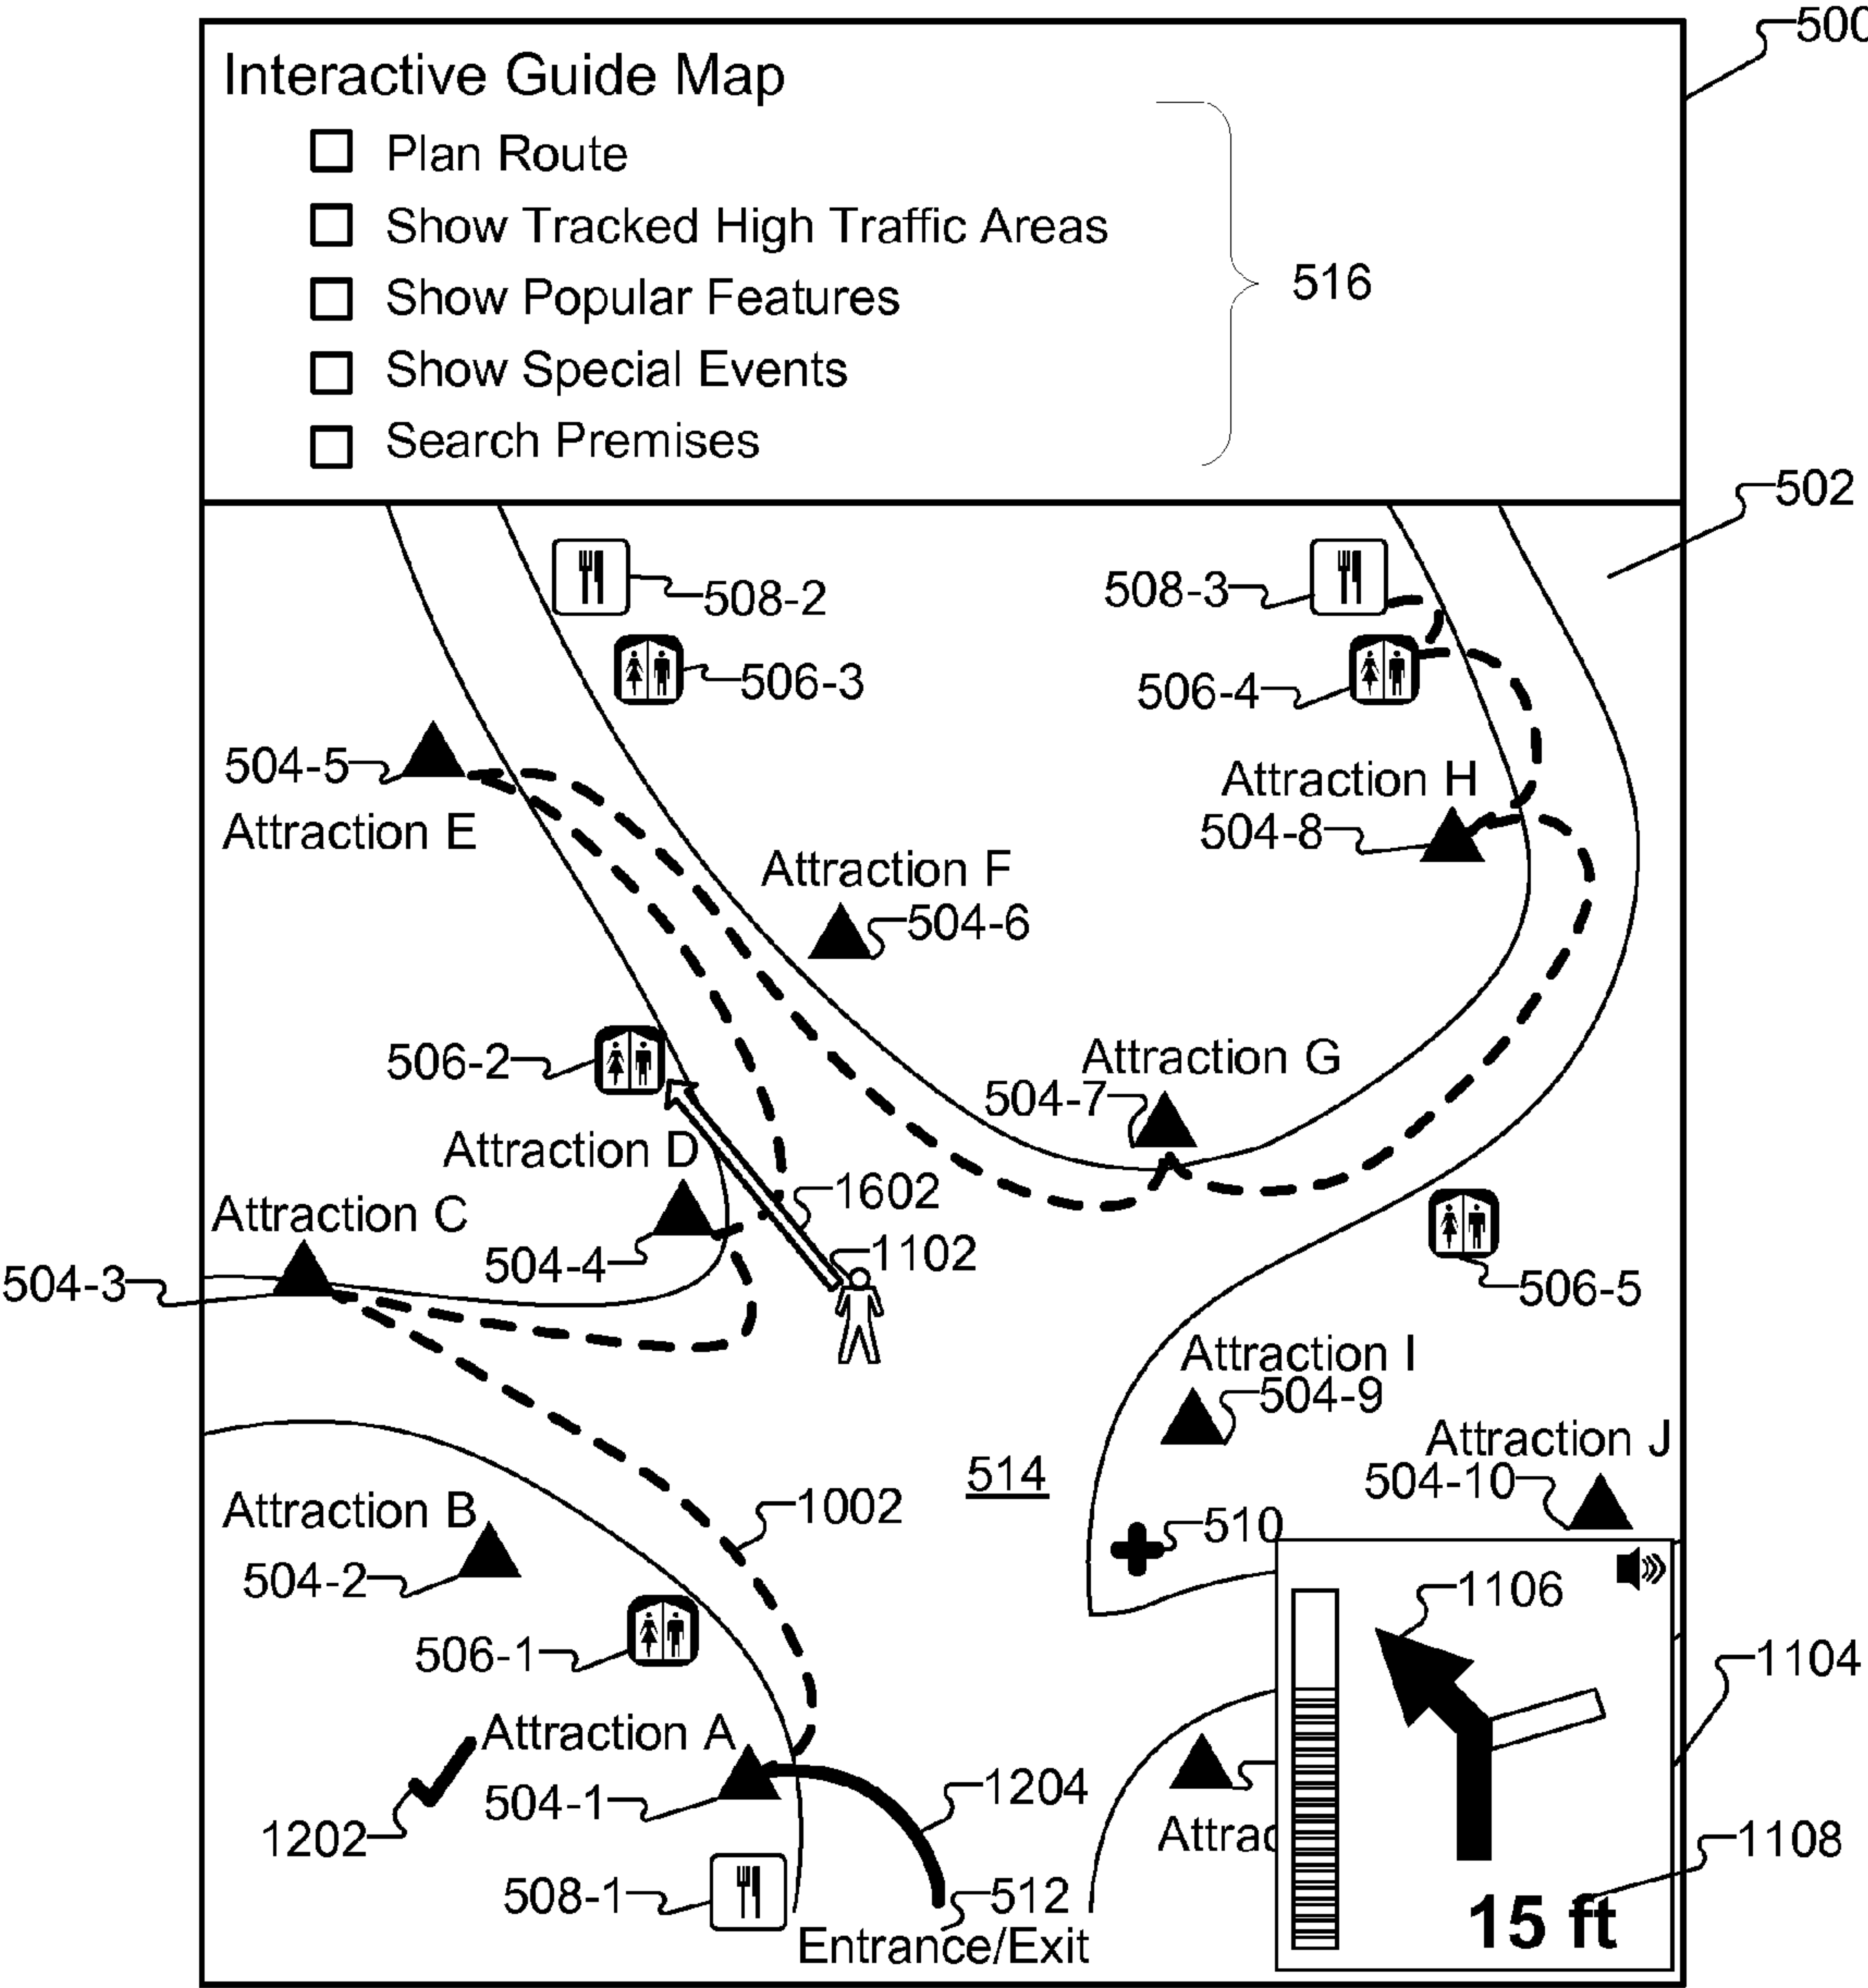 500
Interactive Guide Map
Plan Route
Show Tracked High Traffic Areas
Show Popular Features
516
Show Special Events
Search Premises
502
508-2
508-3
506-3
506-4
504-5
Attraction H
Attraction E
504-8
Attraction F
504-6
506-2
Attraction G
504-7
Attraction D
1602
Attraction C
1102
504-4
504-3
506-5
Attraction I
504-9
Attraction J
514
504-10
Attraction B
1002
510
504-2
1106
506-1
1104
Attraction A
504-1
1204
1202
Attrac
1108
508-1
512
15 ft
Entrance/Exit